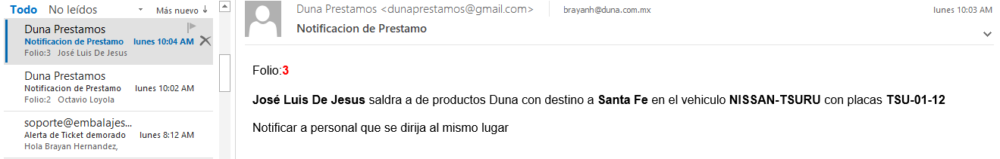 Todo No leídos Más nuevo ↓
Duna Prestamos
Notificacion de Prestamo lunes 10:04 AM
Folio:3 José Luis De Jesus
Duna Prestamos
Notificacion de Prestamo lunes 10:02 AM
Folio:2 Octavio Loyola
soporte@embalajes...
Alerta de Ticket demorado lunes 8:12 AM
Hola Brayan Hernandez,
Duna Prestamos <dunaprestamos@gmail.com> brayanh@duna.com.mx lunes 10:03 AM
Notificacion de Prestamo
Folio:3
José Luis De Jesus saldra a de productos Duna con destino a Santa Fe en el vehiculo NISSAN-TSURU con placas TSU-01-12
Notificar a personal que se dirija al mismo lugar